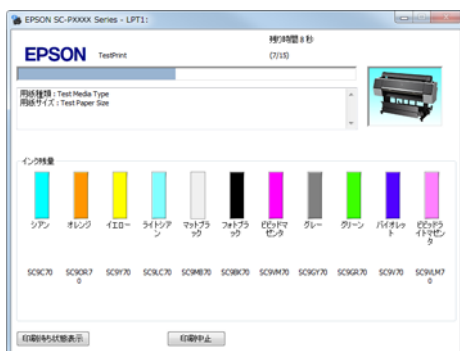 EPSON SC-PXXXX Series - LPT1:
残り時間 8 秒
EPSON TestPrint (7/15)
用紙種類 : Test Media Type
用紙サイズ : Test Paper Size
インク残量
シアン オレンジ イエロー ライトシアン マットブラック フォトブラック ビビッドマゼンタ グレー グリーン バイオレット ビビッドライトマゼンタ
SC9C70 SC9OR70 SC9Y70 SC9LC70 SC9MB70 SC9BK70 SC9VM70 SC9GY70 SC9GR70 SC9V70 SC9VLM70
印刷待ち状態表示 印刷中止